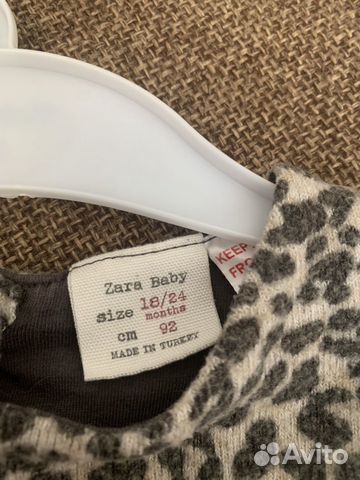 Zara Baby
size 18/24
months
cm 92
MADE IN TURKEY
KEEP
FRO
Avito